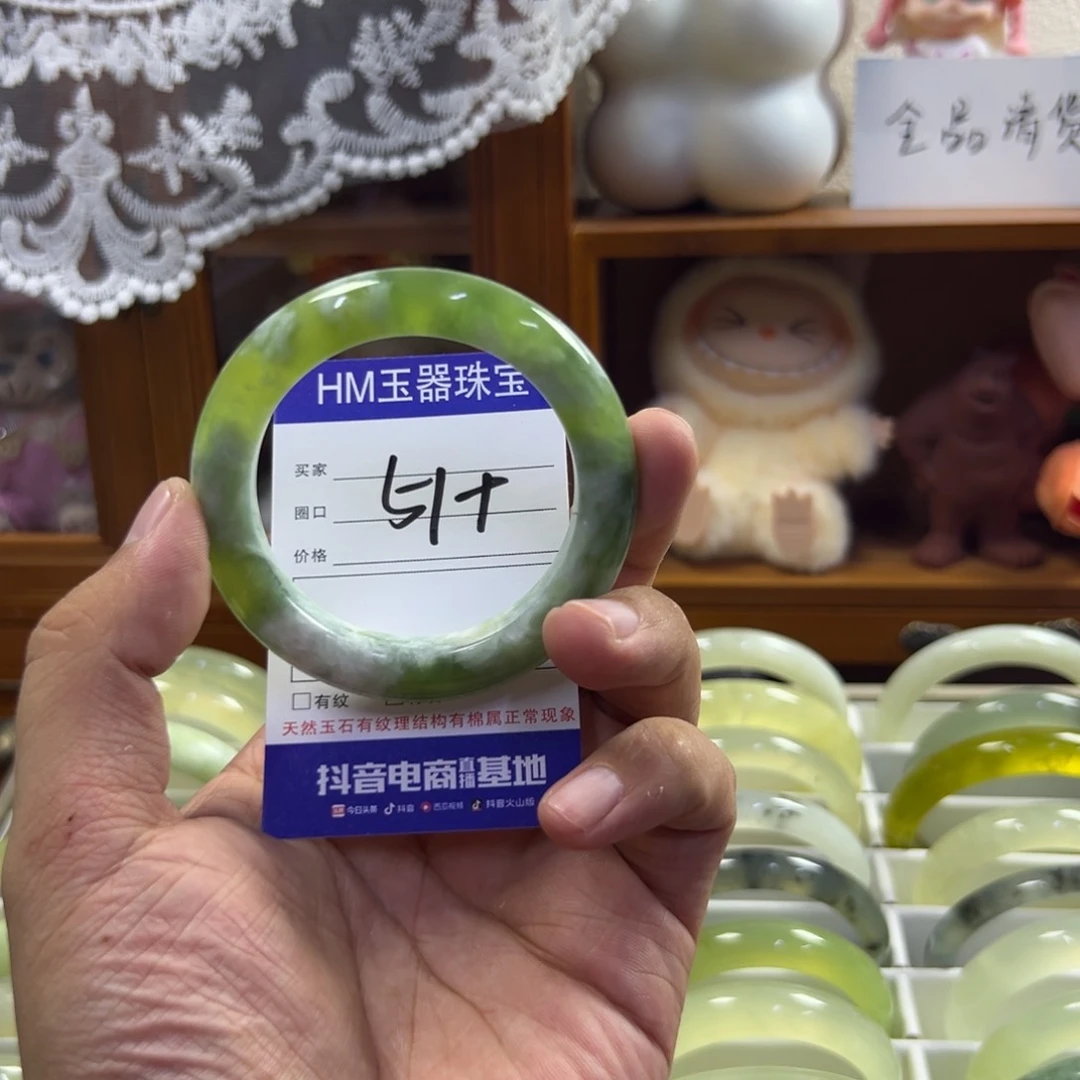 全品清货
HM玉器珠宝
买家
圈口
51+
价格
有纹
天然玉石有纹理结构有棉属正常现象
抖音电商直播基地
今日头条 抖音 西瓜视频 抖音火山版